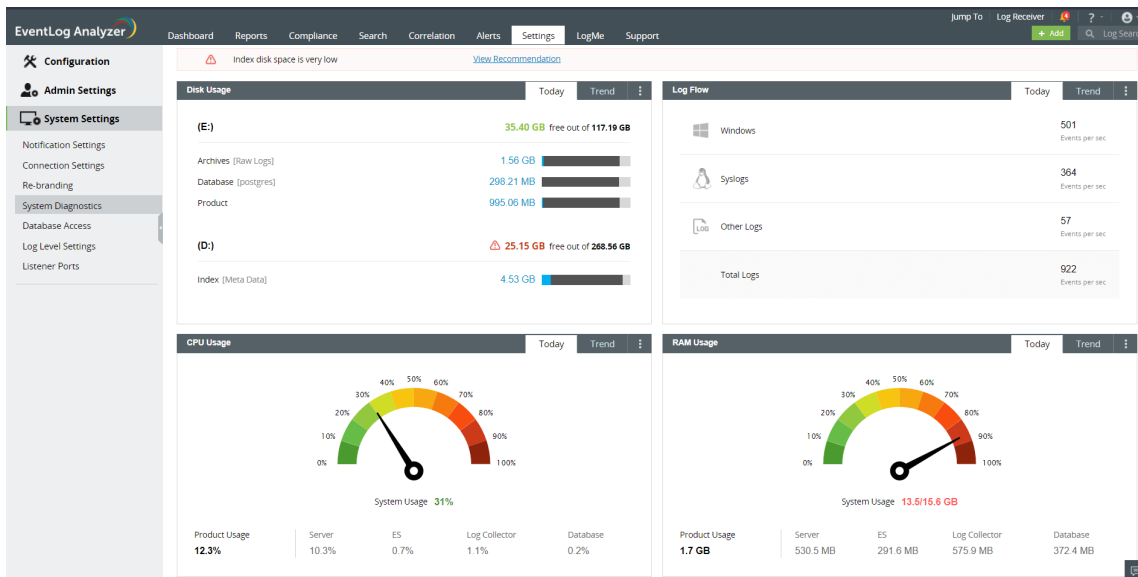 Jump To Log Receiver 4 ?
EventLog Analyzer
Dashboard Reports Compliance Search Correlation Alerts Settings LogMe Support
+ Add Log Sear
Configuration
Index disk space is very low View Recommendation
Admin Settings
System Settings
Notification Settings
Connection Settings
Re-branding
System Diagnostics
Database Access
Log Level Settings
Listener Ports
Disk Usage Today Trend
(E:) 35.40 GB free out of 117.19 GB
Archives [Raw Logs] 1.56 GB
Database [postgres] 298.21 MB
Product 995.06 MB
(D:) 25.15 GB free out of 268.56 GB
Index [Meta Data] 4.53 GB
Log Flow Today Trend
Windows 501
Events per sec
Syslogs 364
Events per sec
LOG Other Logs 57
Events per sec
Total Logs 922
Events per sec
CPU Usage Today Trend
0% 10% 20% 30% 40% 50% 60% 70% 80% 90% 100%
System Usage 31%
Product Usage Server ES Log Collector Database
12.3% 10.3% 0.7% 1.1% 0.2%
RAM Usage Today Trend
0% 10% 20% 30% 40% 50% 60% 70% 80% 90% 100%
System Usage 13.5/15.6 GB
Product Usage Server ES Log Collector Database
1.7 GB 530.5 MB 291.6 MB 575.9 MB 372.4 MB